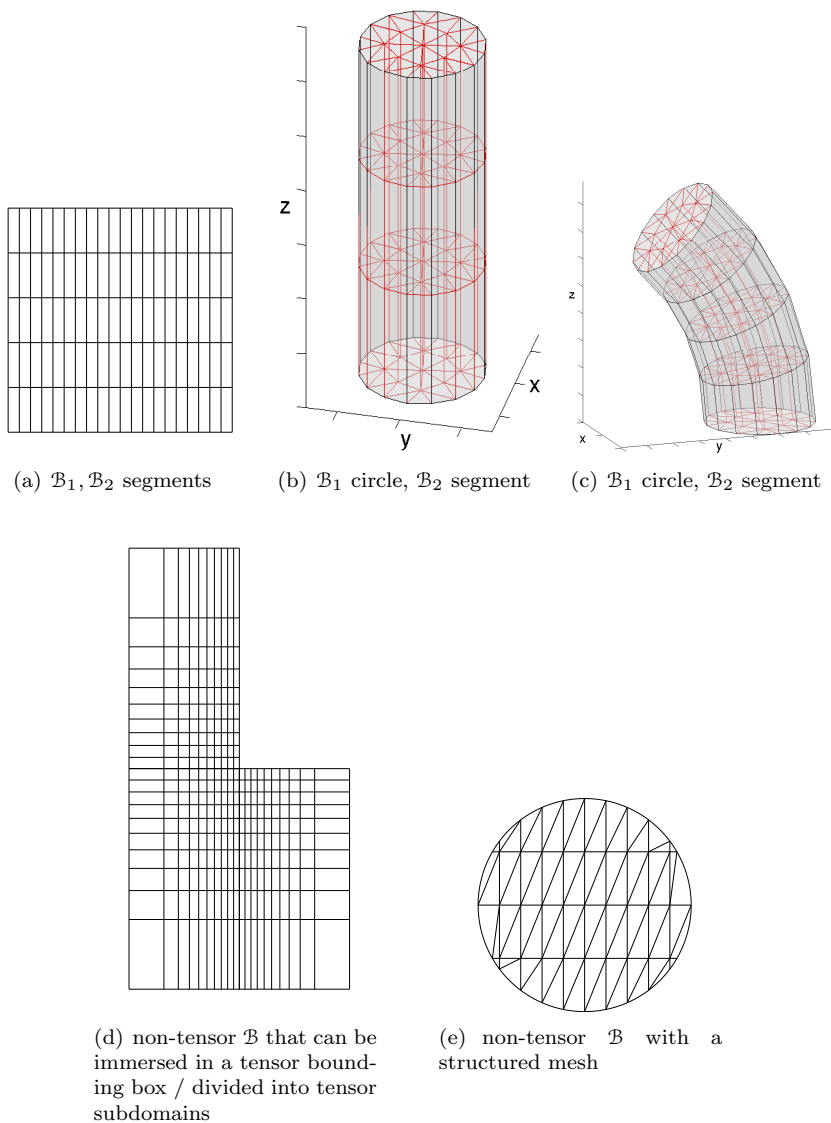 z
x
y
z
x
y
(a) ℬ₁, ℬ₂ segments
(b) ℬ₁ circle, ℬ₂ segment
(c) ℬ₁ circle, ℬ₂ segment
(d) non-tensor ℬ that can be
immersed in a tensor bound-
ing box / divided into tensor
subdomains
(e) non-tensor ℬ with a
structured mesh